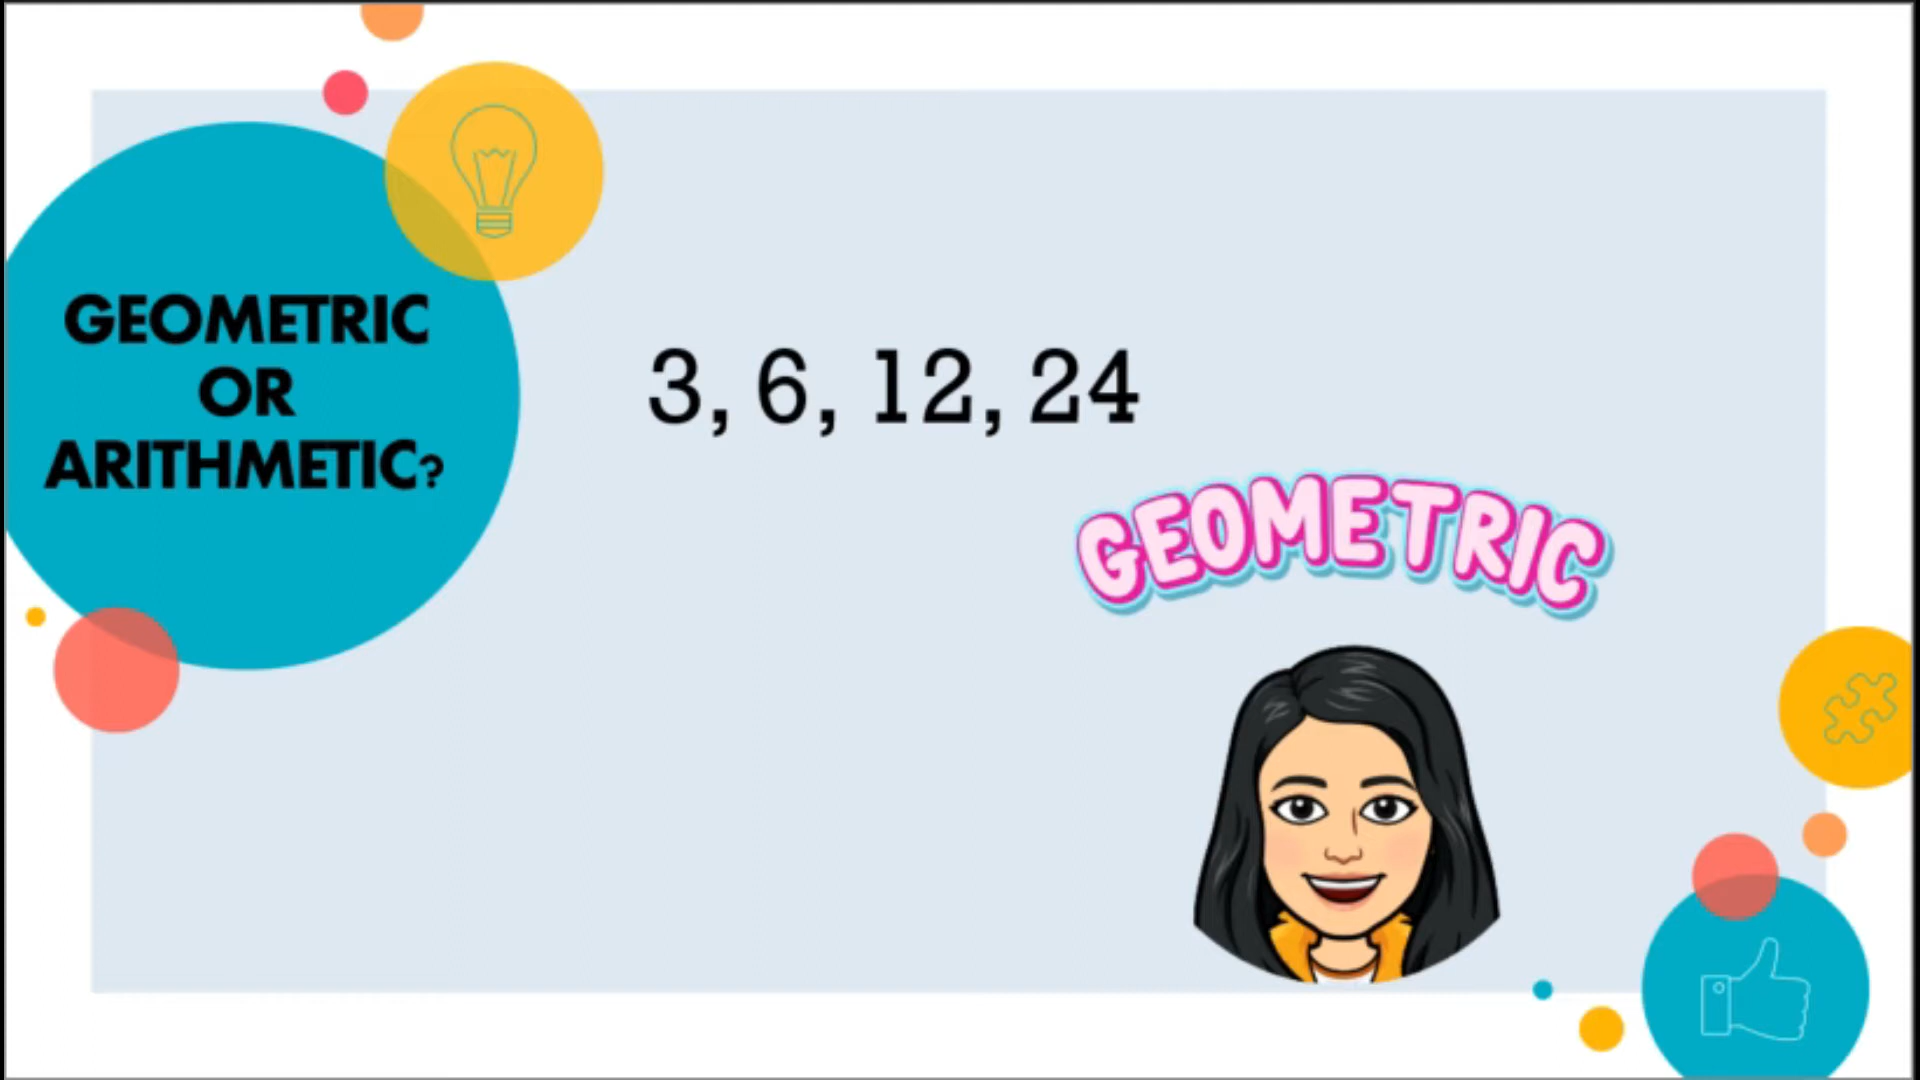 GEOMETRIC
OR
ARITHMETIC?
3, 6, 12, 24
GEOMETRIC